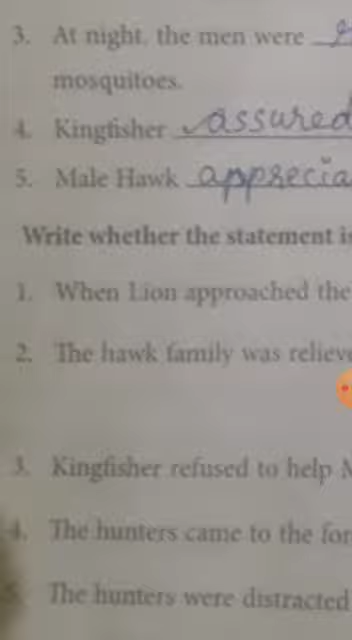 3. At night, the men were
mosquitoes.
4. Kingfisher assured
5. Male Hawk apprecia
Write whether the statement is
1. When Lion approached the
2. The hawk family was relieve
3. Kingfisher refused to help M
4. The hunters came to the for
5. The hunters were distracted